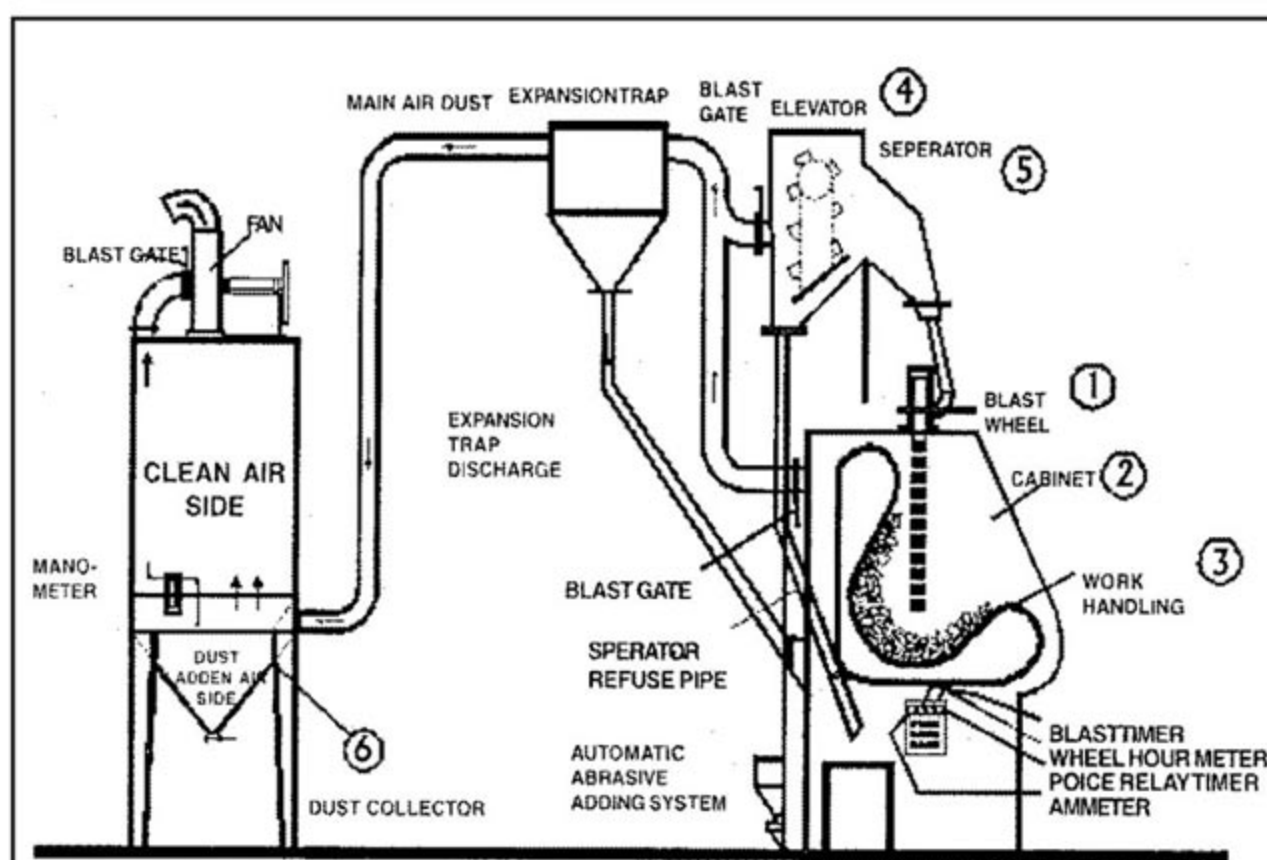 MAIN AIR DUST
EXPANSIONTRAP
BLAST
GATE
ELEVATOR
4
SEPERATOR
5
FAN
BLAST GATE
BLAST
WHEEL
1
EXPANSION
TRAP
DISCHARGE
CLEAN AIR
SIDE
CABINET
2
MANO-
METER
BLAST GATE
3
WORK
HANDLING
SPERATOR
REFUSE PIPE
DUST
LADDEN AIR
SIDE
6
AUTOMATIC
ABRASIVE
ADDING SYSTEM
DUST COLLECTOR
BLASTTIMER
WHEEL HOUR METER
POICE RELAYTIMER
AMMETER